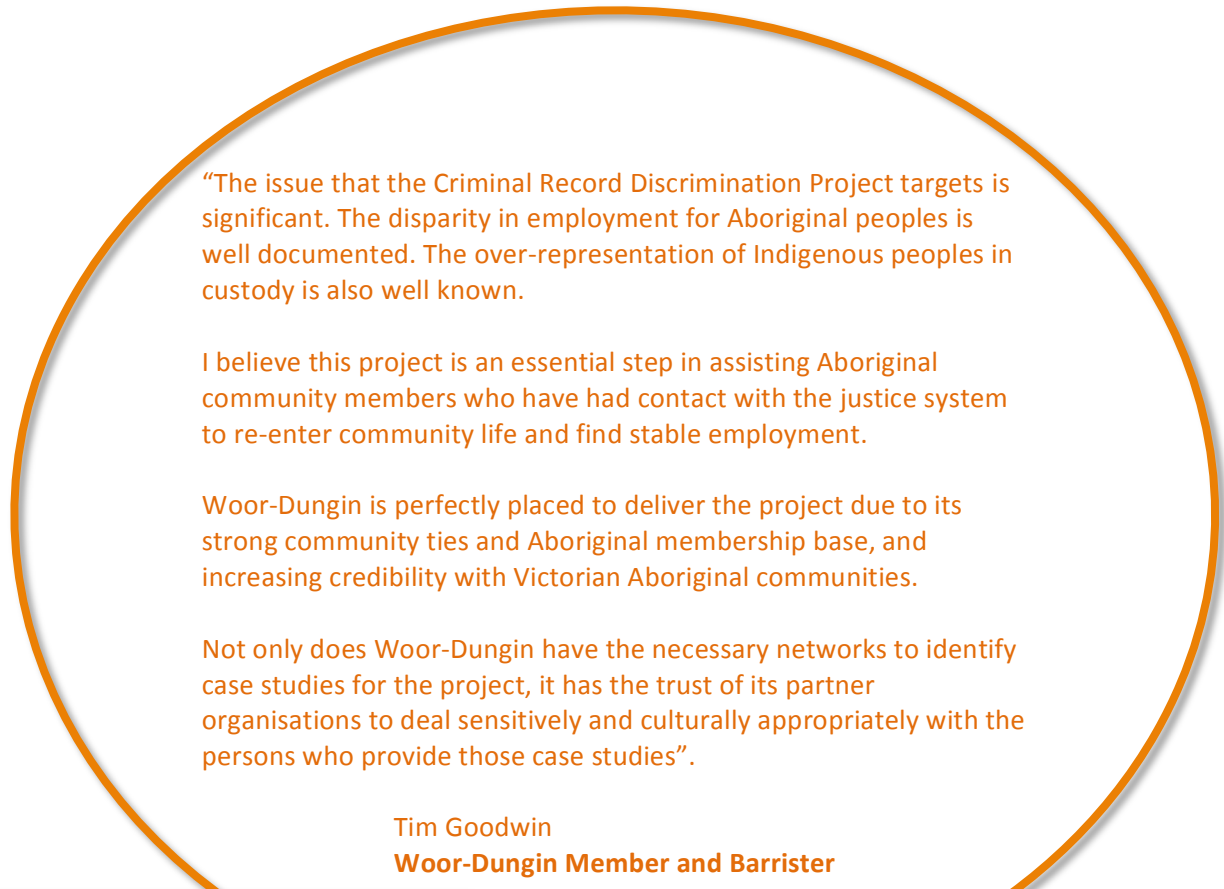 “The issue that the Criminal Record Discrimination Project targets is
significant. The disparity in employment for Aboriginal peoples is
well documented. The over-representation of Indigenous peoples in
custody is also well known.
I believe this project is an essential step in assisting Aboriginal
community members who have had contact with the justice system
to re-enter community life and find stable employment.
Woor-Dungin is perfectly placed to deliver the project due to its
strong community ties and Aboriginal membership base, and
increasing credibility with Victorian Aboriginal communities.
Not only does Woor-Dungin have the necessary networks to identify
case studies for the project, it has the trust of its partner
organisations to deal sensitively and culturally appropriately with the
persons who provide those case studies”.
Tim Goodwin
Woor-Dungin Member and Barrister